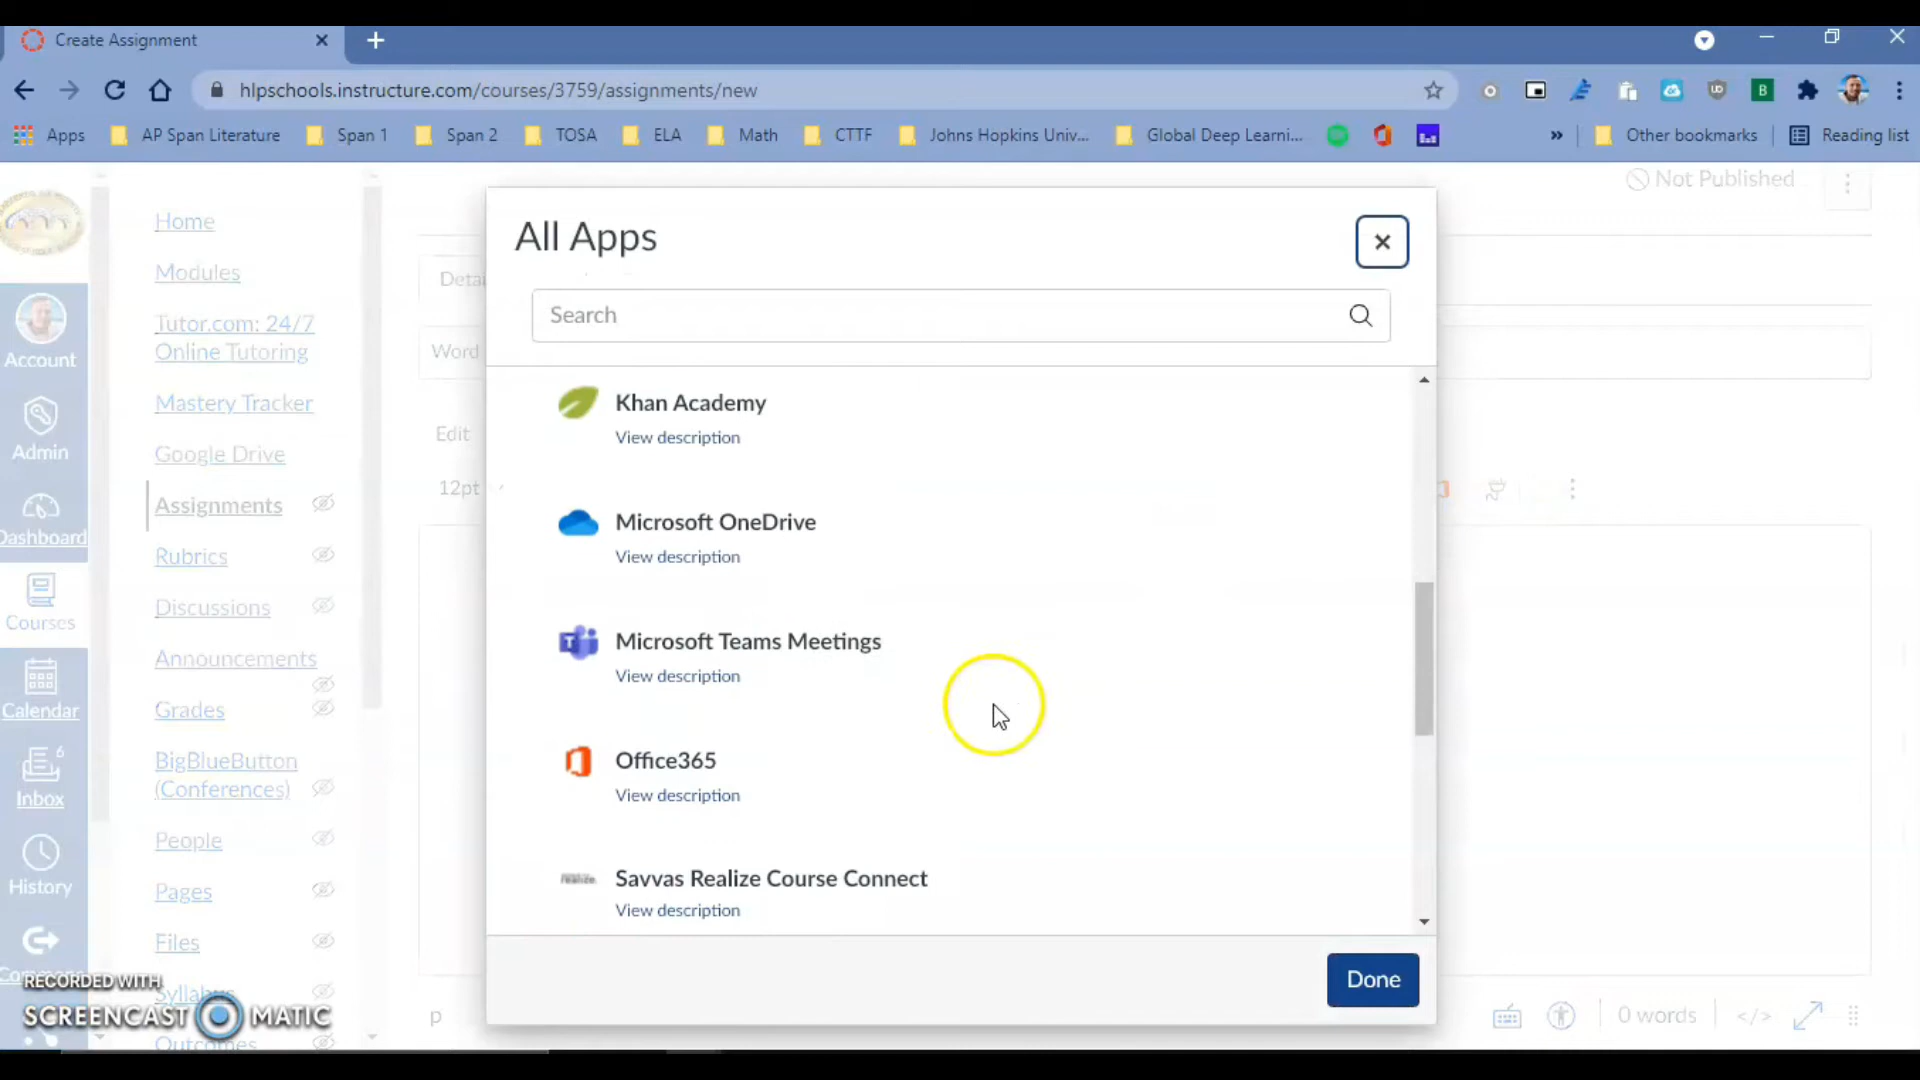 Create Assignment
hlpschools.instructure.com/courses/3759/assignments/new
Apps
AP Span Literature
Span 1
Span 2
TOSA
ELA
Math
CTTF
Johns Hopkins Univ...
Global Deep Learni...
»
Other bookmarks
Reading list
Not Published
Account
Admin
Dashboard
Courses
Calendar
6
Inbox
History
Home
Modules
Tutor.com: 24/7
Online Tutoring
Mastery Tracker
Google Drive
Assignments
Rubrics
Discussions
Announcements
Grades
BigBlueButton
(Conferences)
People
Pages
Files
Syllabus
Outcomes
Detai
Word
Edit
12pt
All Apps
Search
Khan Academy
View description
Microsoft OneDrive
View description
Microsoft Teams Meetings
View description
Office365
View description
realize.
Savvas Realize Course Connect
View description
Done
p
0 words
</>
RECORDED WITH
SCREENCAST MATIC